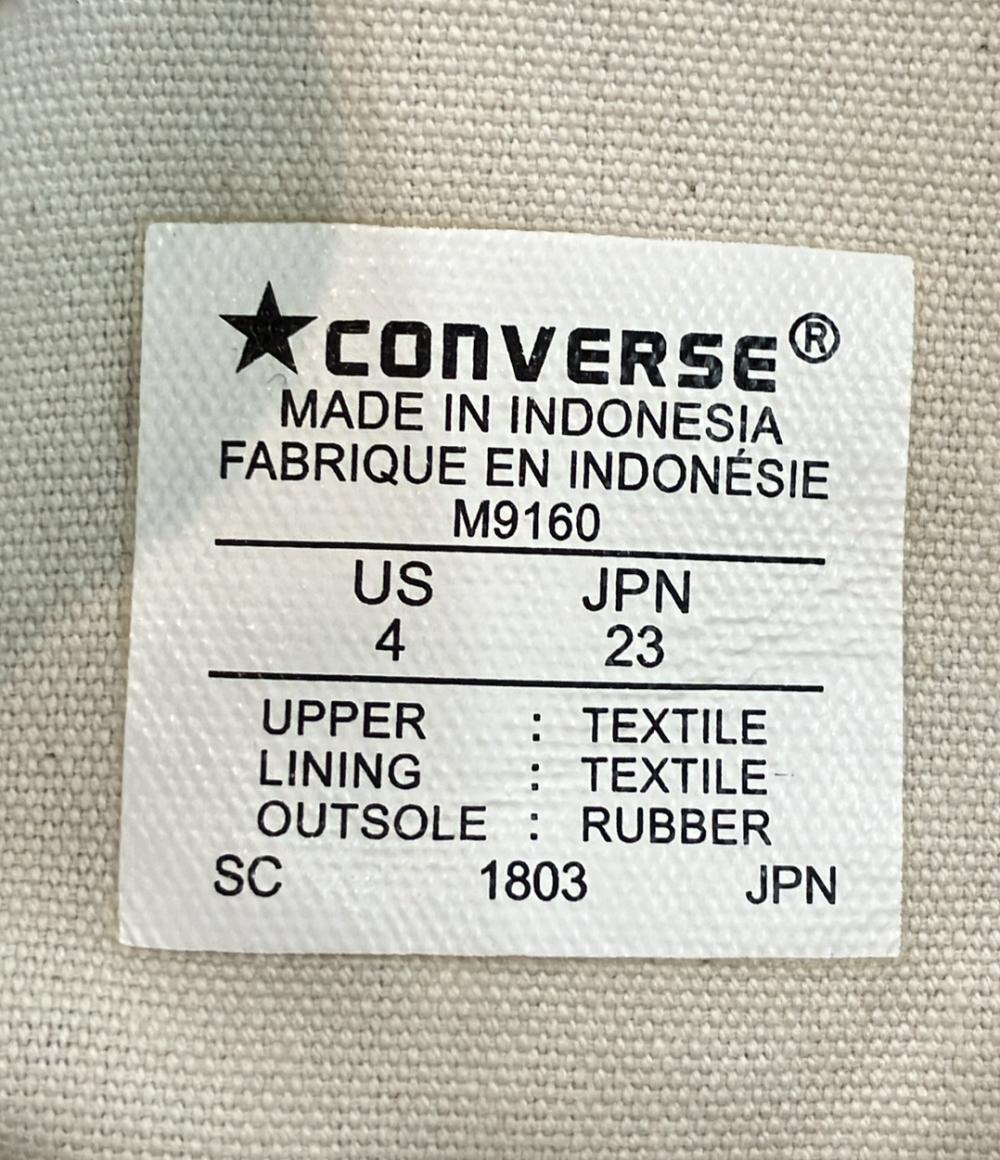 ★CONVERSE®
MADE IN INDONESIA
FABRIQUE EN INDONÉSIE
M9160
US JPN
4 23
UPPER : TEXTILE
LINING : TEXTILE
OUTSOLE : RUBBER
SC 1803 JPN